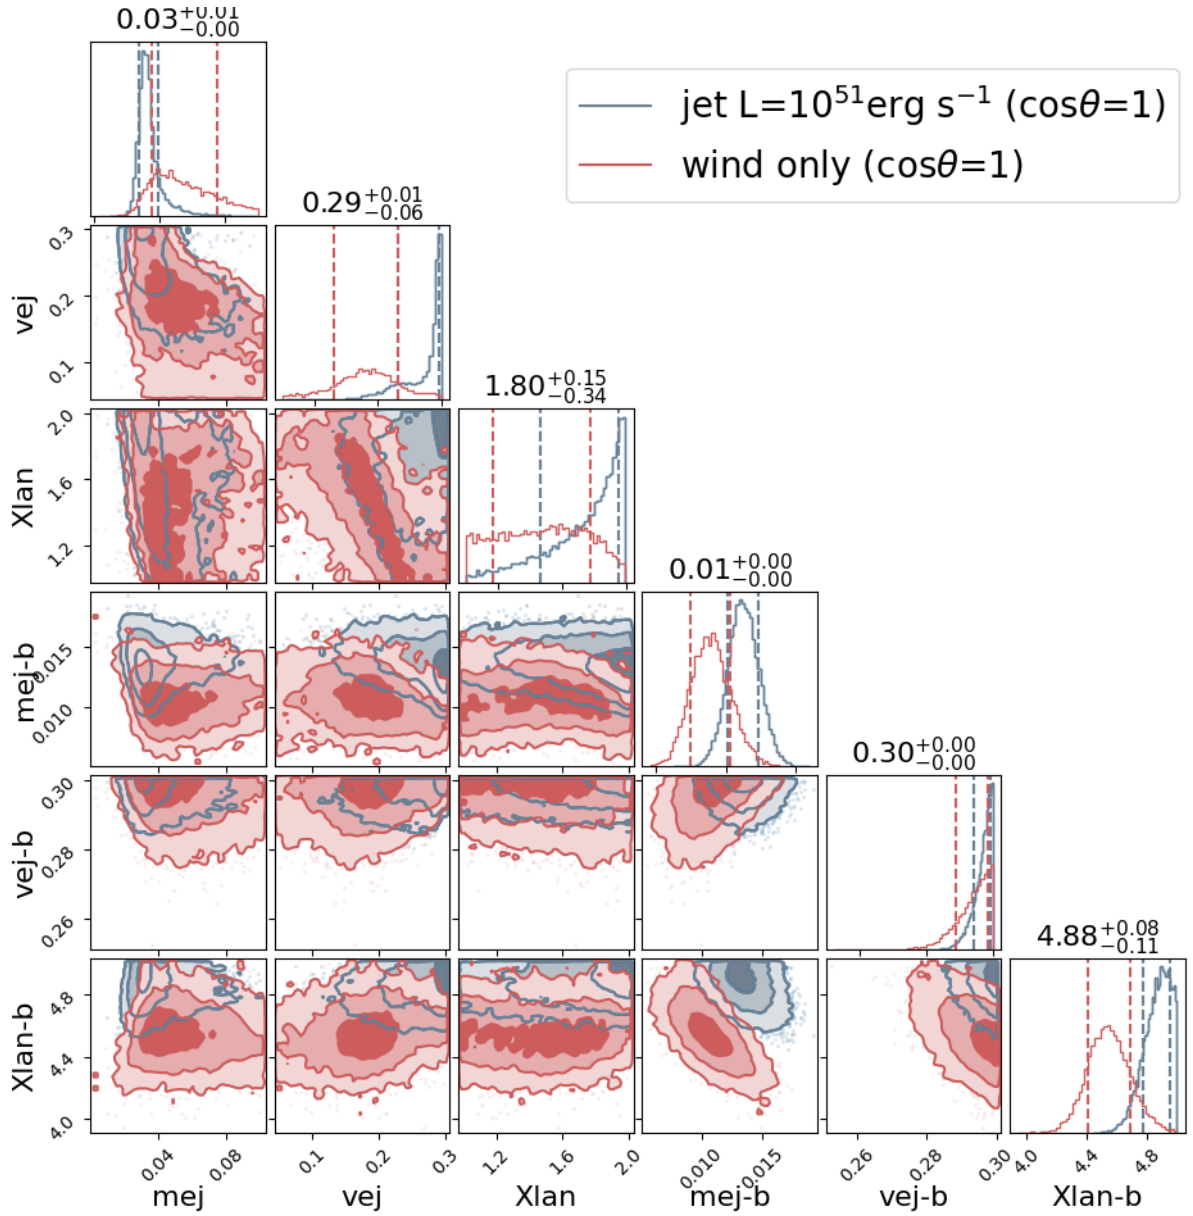 0.03+0.01−0.00
jet L=10^51erg s^−1 (cosθ=1)
wind only (cosθ=1)
0.29+0.01−0.06
0.3
0.2
0.1
vej
1.80+0.15−0.34
2.0
1.6
1.2
Xlan
0.01+0.00−0.00
0.015
0.010
mej-b
0.30+0.00−0.00
0.30
0.28
0.26
vej-b
4.88+0.08−0.11
4.8
4.4
4.0
Xlan-b
0.04 0.08 0.1 0.2 0.3 1.2 1.6 2.0 0.010 0.015 0.26 0.28 0.30 4.0 4.4 4.8
mej vej Xlan mej-b vej-b Xlan-b